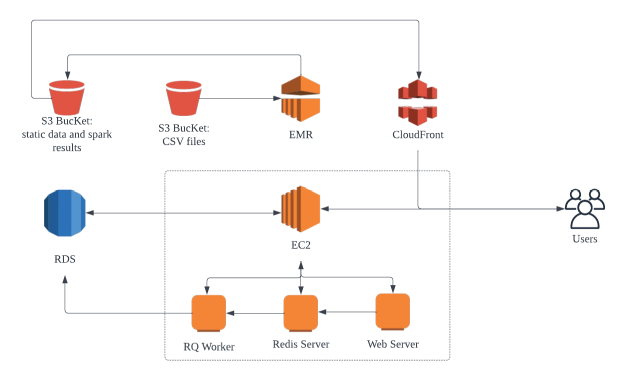 S3 BucKet:
static data and spark
results
S3 BucKet:
CSV files
EMR
CloudFront
RDS
EC2
Users
RQ Worker
Redis Server
Web Server